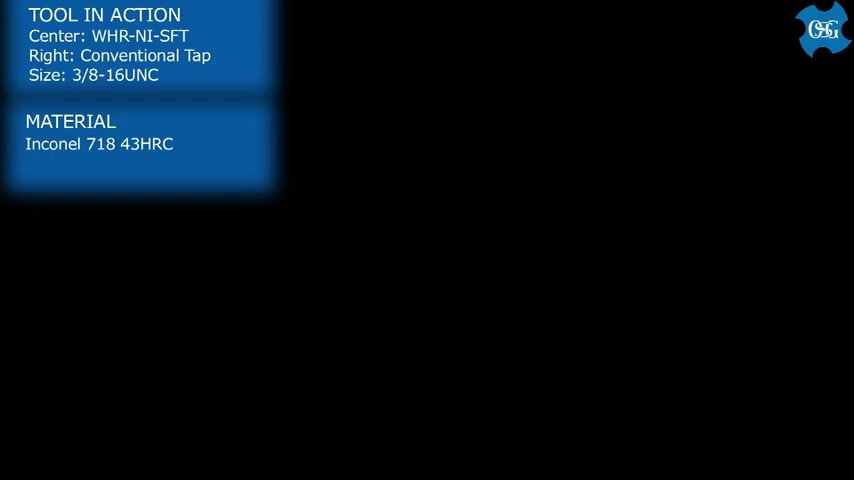 TOOL IN ACTION
Center: WHR-NI-SFT
Right: Conventional Tap
Size: 3/8-16UNC
MATERIAL
Inconel 718 43HRC
OSG